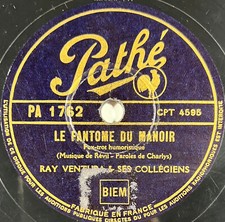 Pathé
PA 1762
CPT 4595
LE FANTOME DU MANOIR
Fox-trot humoristique
(Musique de Révil - Paroles de Charlys)
RAY VENTURA & SES COLLÉGIENS
BIEM
FABRIQUÉ EN FRANCE